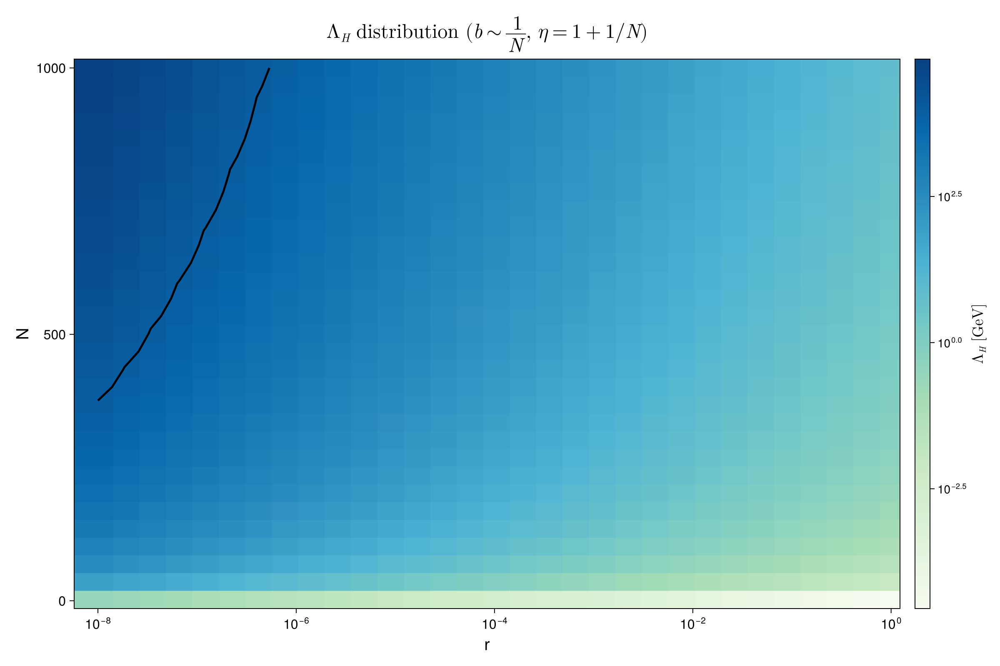 Λ_H distribution (b ∼ 1/N, η = 1 + 1/N)
1000
500
0
N
10^−8
10^−6
10^−4
10^−2
10^0
r
10^2.5
10^0.0
10^−2.5
Λ_H [GeV]